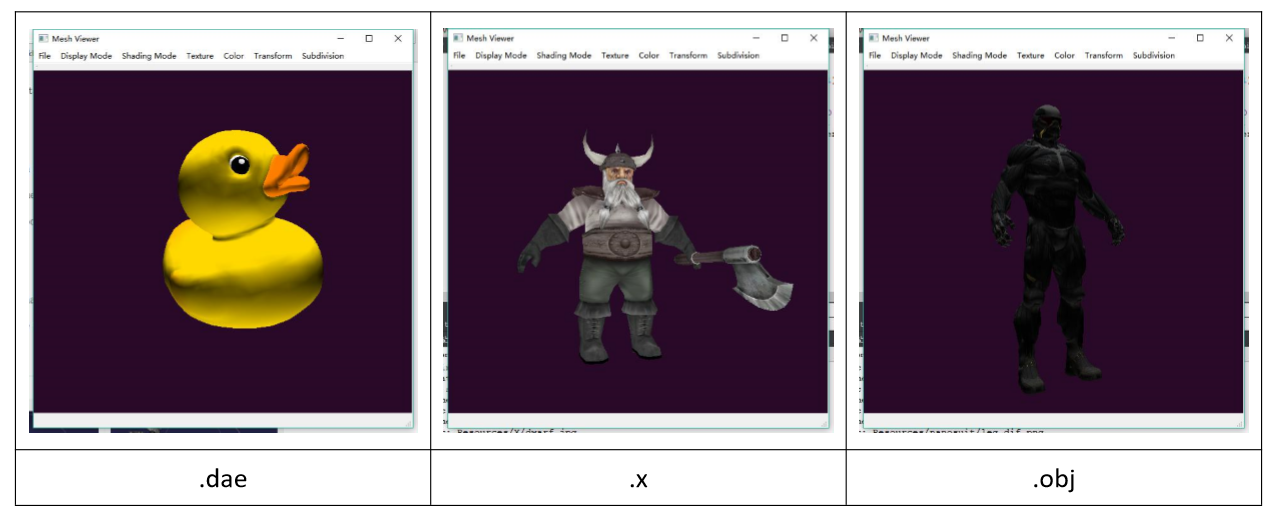 Mesh Viewer
File Display Mode Shading Mode Texture Color Transform Subdivision
Mesh Viewer
File Display Mode Shading Mode Texture Color Transform Subdivision
Mesh Viewer
File Display Mode Shading Mode Texture Color Transform Subdivision
Resources/X/dwarf.jpg
Resources/nanosuit/leg_dif.png
.dae
.x
.obj